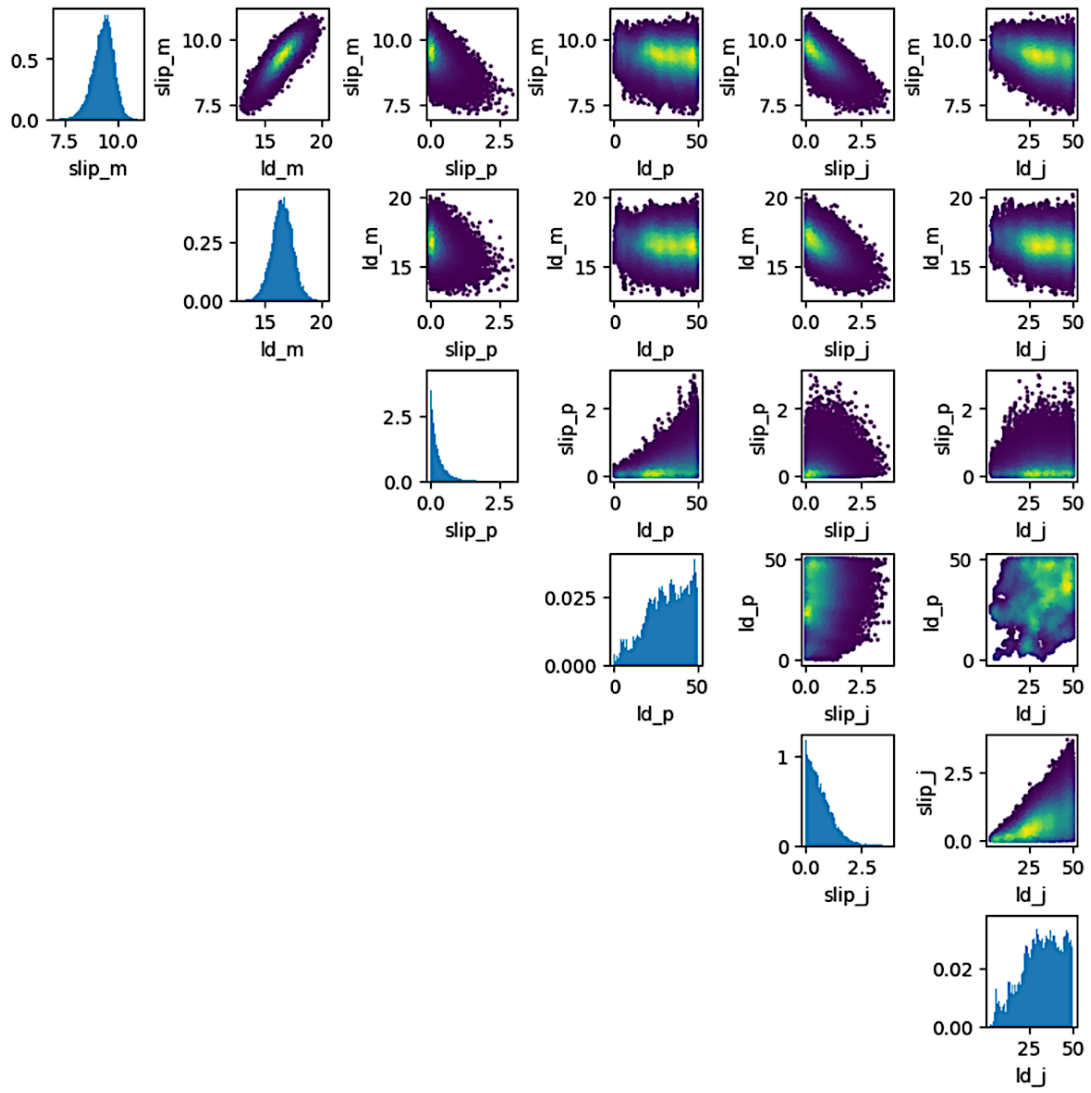 0.5
0.0
7.5 10.0
slip_m
slip_m
10.0
7.5
15 20
ld_m
slip_m
10.0
7.5
0.0 2.5
slip_p
slip_m
10.0
7.5
0 50
ld_p
slip_m
10.0
7.5
0.0 2.5
slip_j
slip_m
10.0
7.5
25 50
ld_j
0.25
0.00
15 20
ld_m
ld_m
20
15
0.0 2.5
slip_p
ld_m
20
15
0 50
ld_p
ld_m
20
15
0.0 2.5
slip_j
ld_m
20
15
25 50
ld_j
2.5
0.0
0.0 2.5
slip_p
slip_p
2
0
0 50
ld_p
slip_p
2
0
0.0 2.5
slip_j
slip_p
2
0
25 50
ld_j
0.025
0.000
0 50
ld_p
ld_p
50
0
0.0 2.5
slip_j
ld_p
50
0
25 50
ld_j
1
0
0.0 2.5
slip_j
slip_j
2.5
0.0
25 50
ld_j
0.02
0.00
25 50
ld_j